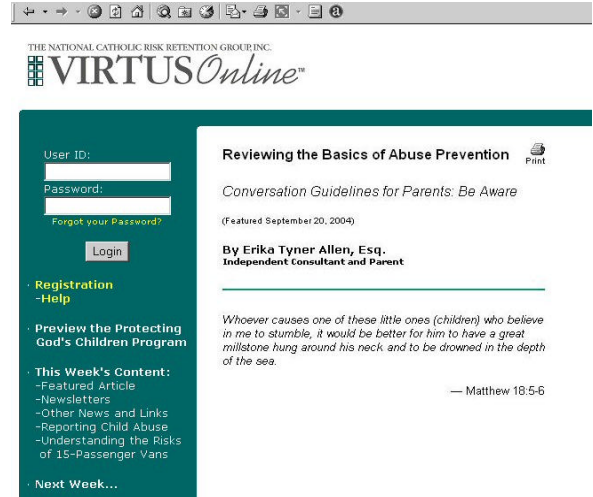 THE NATIONAL CATHOLIC RISK RETENTION GROUP, INC.
VIRTUS Online™
User ID:
Password:
Forgot your Password?
Login
· Registration
-Help
· Preview the Protecting
God's Children Program
· This Week's Content:
-Featured Article
-Newsletters
-Other News and Links
-Reporting Child Abuse
-Understanding the Risks
of 15-Passenger Vans
· Next Week...
Reviewing the Basics of Abuse Prevention
Print
Conversation Guidelines for Parents: Be Aware
(Featured September 20, 2004)
By Erika Tyner Allen, Esq.
Independent Consultant and Parent
Whoever causes one of these little ones (children) who believe
in me to stumble, it would be better for him to have a great
millstone hung around his neck and to be drowned in the depth
of the sea.
— Matthew 18:5-6